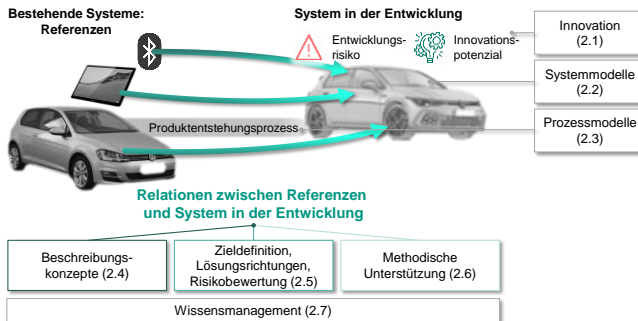 Bestehende Systeme:
Referenzen
System in der Entwicklung
Entwicklungs-
risiko
Innovations-
potenzial
Innovation
(2.1)
Systemmodelle
(2.2)
Prozessmodelle
(2.3)
Produktentstehungsprozess
Relationen zwischen Referenzen
und System in der Entwicklung
Beschreibungs-
konzepte (2.4)
Zieldefinition,
Lösungsrichtungen,
Risikobewertung (2.5)
Methodische
Unterstützung (2.6)
Wissensmanagement (2.7)